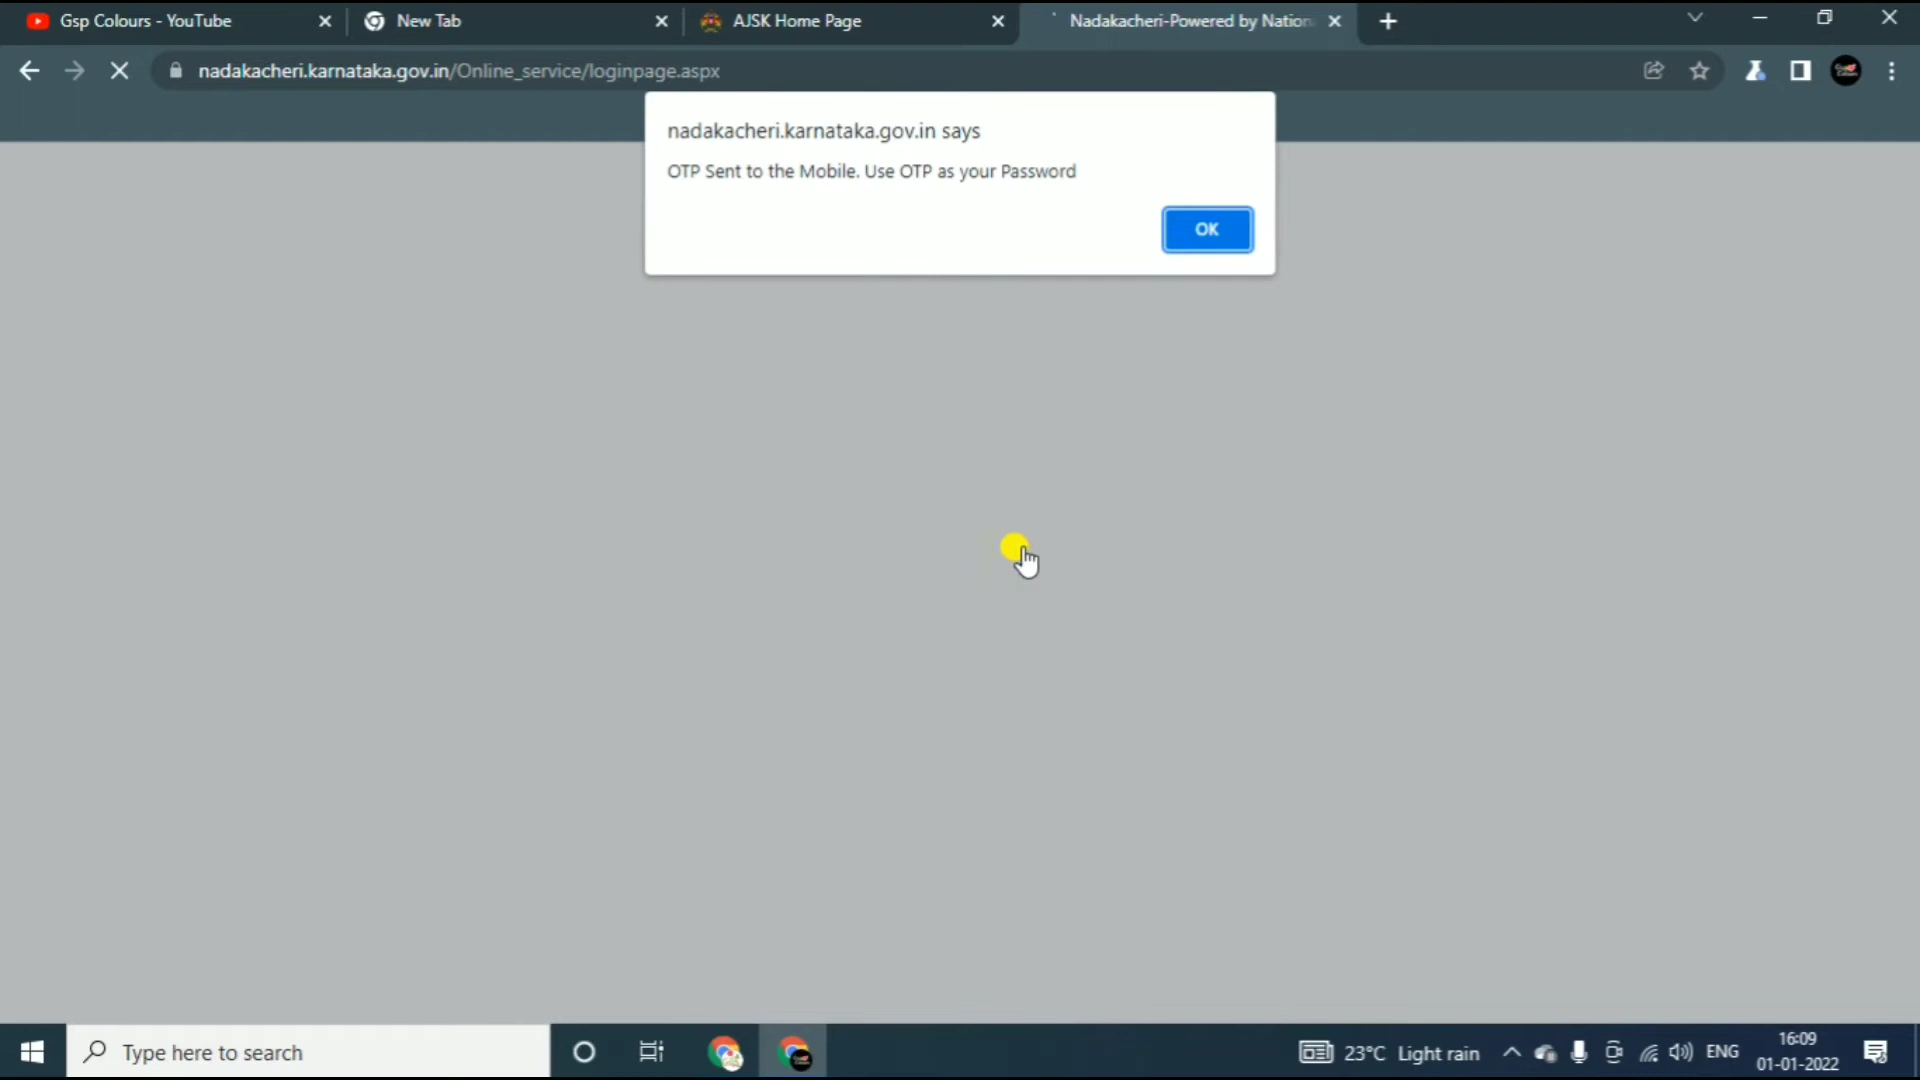 Gsp Colours - YouTube
New Tab
AJSK Home Page
Nadakacheri-Powered by Nation
nadakacheri.karnataka.gov.in/Online_service/loginpage.aspx
nadakacheri.karnataka.gov.in says
OTP Sent to the Mobile. Use OTP as your Password
OK
Type here to search
23°C Light rain
ENG
16:09
01-01-2022